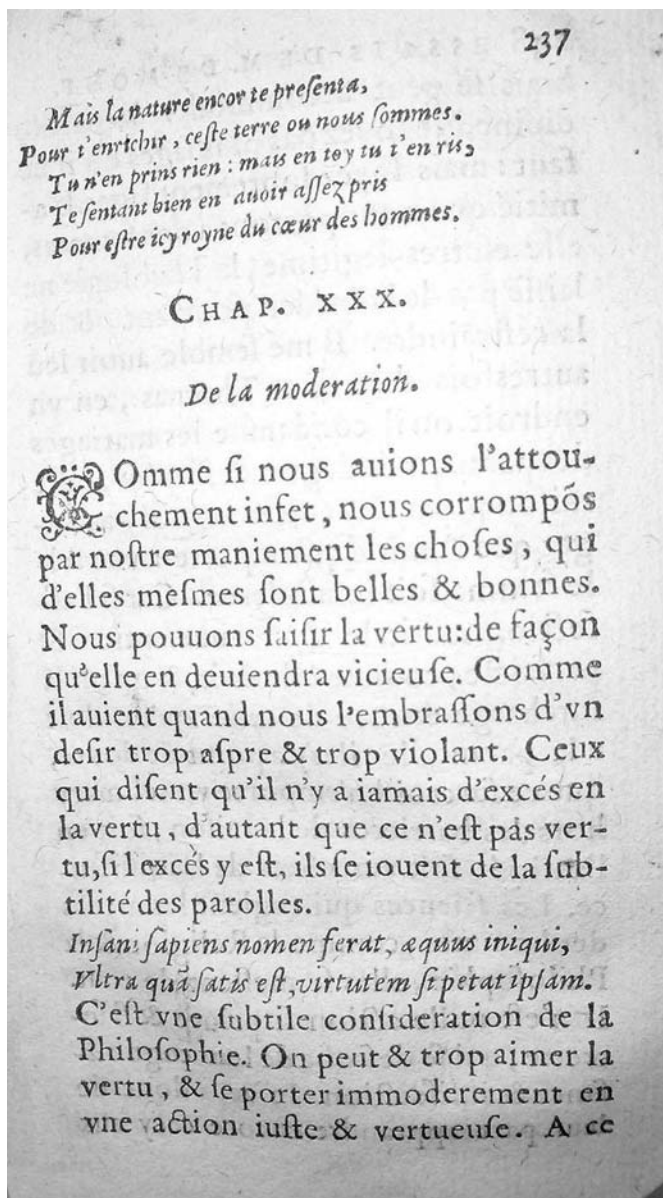 237
Mais la nature encor te preſenta,
Pour t'enrichir, ceſte terre ou nous ſommes.
Tu n'en prins rien : mais en toy tu t'en ris,
Te ſentant bien en auoir aſſez pris
Pour eſtre icy royne du cœur des hommes.
CHAP. XXX.
De la moderation.
COmme ſi nous auions l'attou-
chement infet, nous corrompõs
par noſtre maniement les choſes, qui
d'elles meſmes ſont belles & bonnes.
Nous pouuons ſaiſir la vertu: de façon
qu'elle en deuiendra vicieuſe. Comme
il auient quand nous l'embraſſons d'vn
deſir trop aſpre & trop violant. Ceux
qui diſent qu'il n'y a iamais d'excés en
la vertu, d'autant que ce n'eſt pas ver-
tu, ſi l excés y eſt, ils ſe iouent de la ſub-
tilité des parolles.
Inſani ſapiens nomen ferat, æquus iniqui,
Vltra quã ſatis eſt, virtutem ſi petat ipſam.
C'eſt vne ſubtile conſideration de la
Philoſophie. On peut & trop aimer la
vertu, & ſe porter immoderement en
vne action iuſte & vertueuſe. A ce